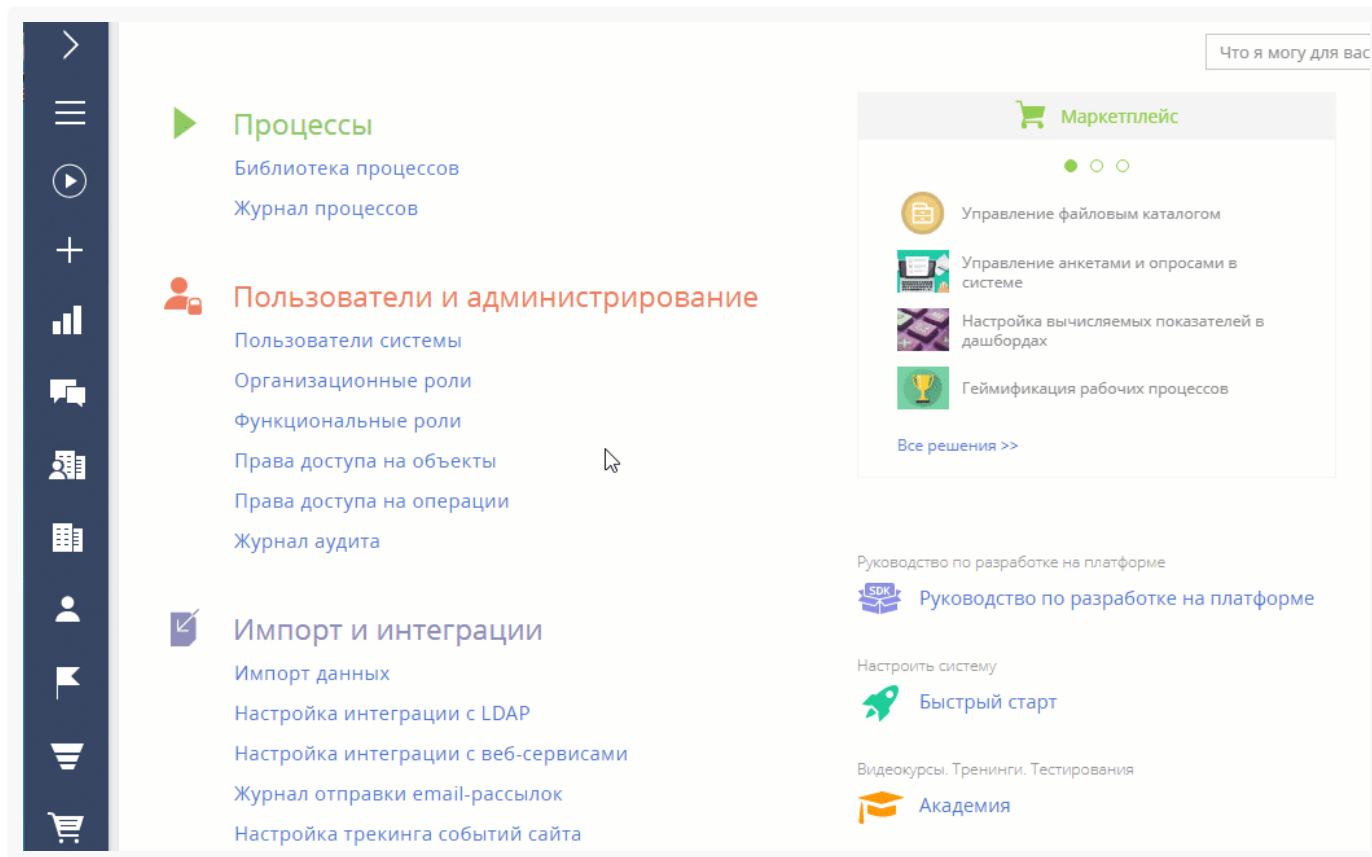 Что я могу для вас
Процессы
Библиотека процессов
Журнал процессов
Пользователи и администрирование
Пользователи системы
Организационные роли
Функциональные роли
Права доступа на объекты
Права доступа на операции
Журнал аудита
Импорт и интеграции
Импорт данных
Настройка интеграции с LDAP
Настройка интеграции с веб-сервисами
Журнал отправки email-рассылок
Настройка трекинга событий сайта
Маркетплейс
Управление файловым каталогом
Управление анкетами и опросами в
системе
Настройка вычисляемых показателей в
дашбордах
Геймификация рабочих процессов
Все решения >>
Руководство по разработке на платформе
SDK
Руководство по разработке на платформе
Настроить систему
Быстрый старт
Видеокурсы. Тренинги. Тестирования
Академия